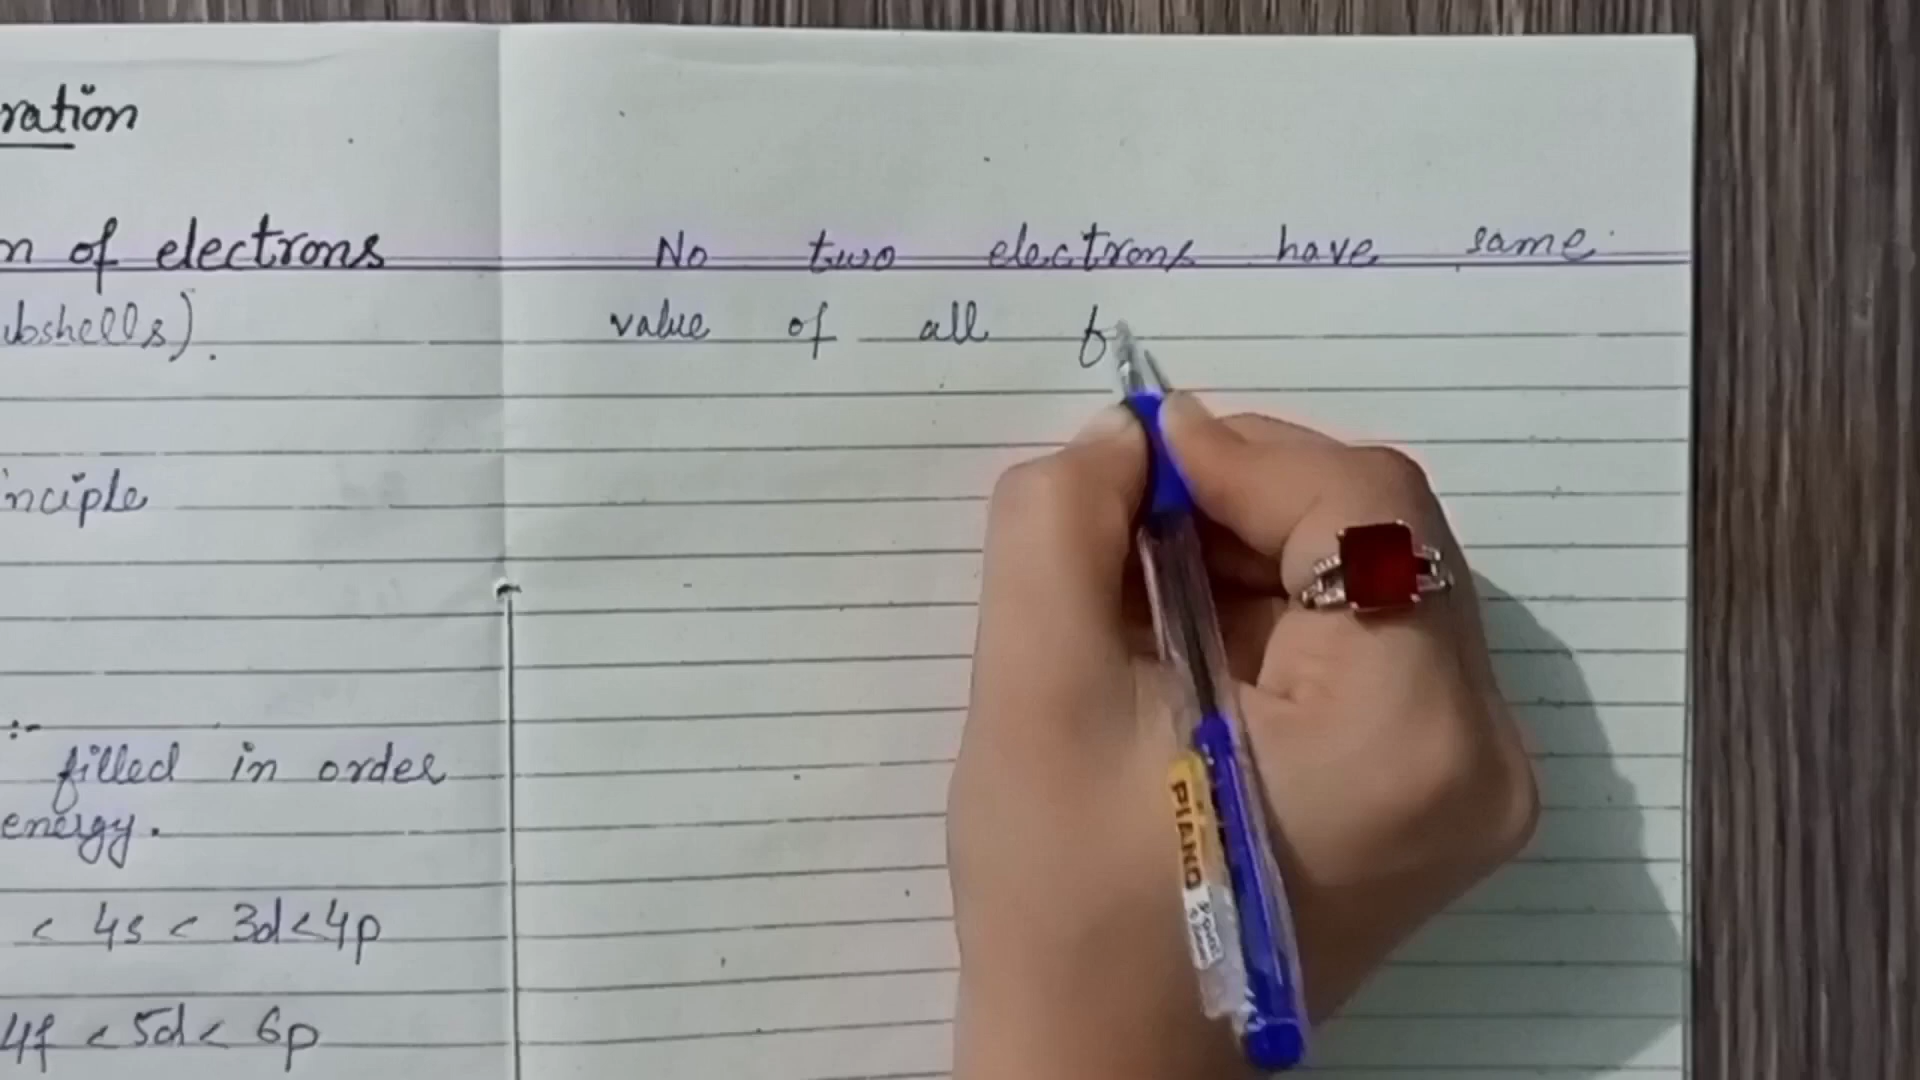 ration
n of electrons
ubshells).
nciple
:-
filled in order
energy.
< 4s < 3d<4p
4f < 5d < 6p
No two electrons have same
value of all f
PIANO